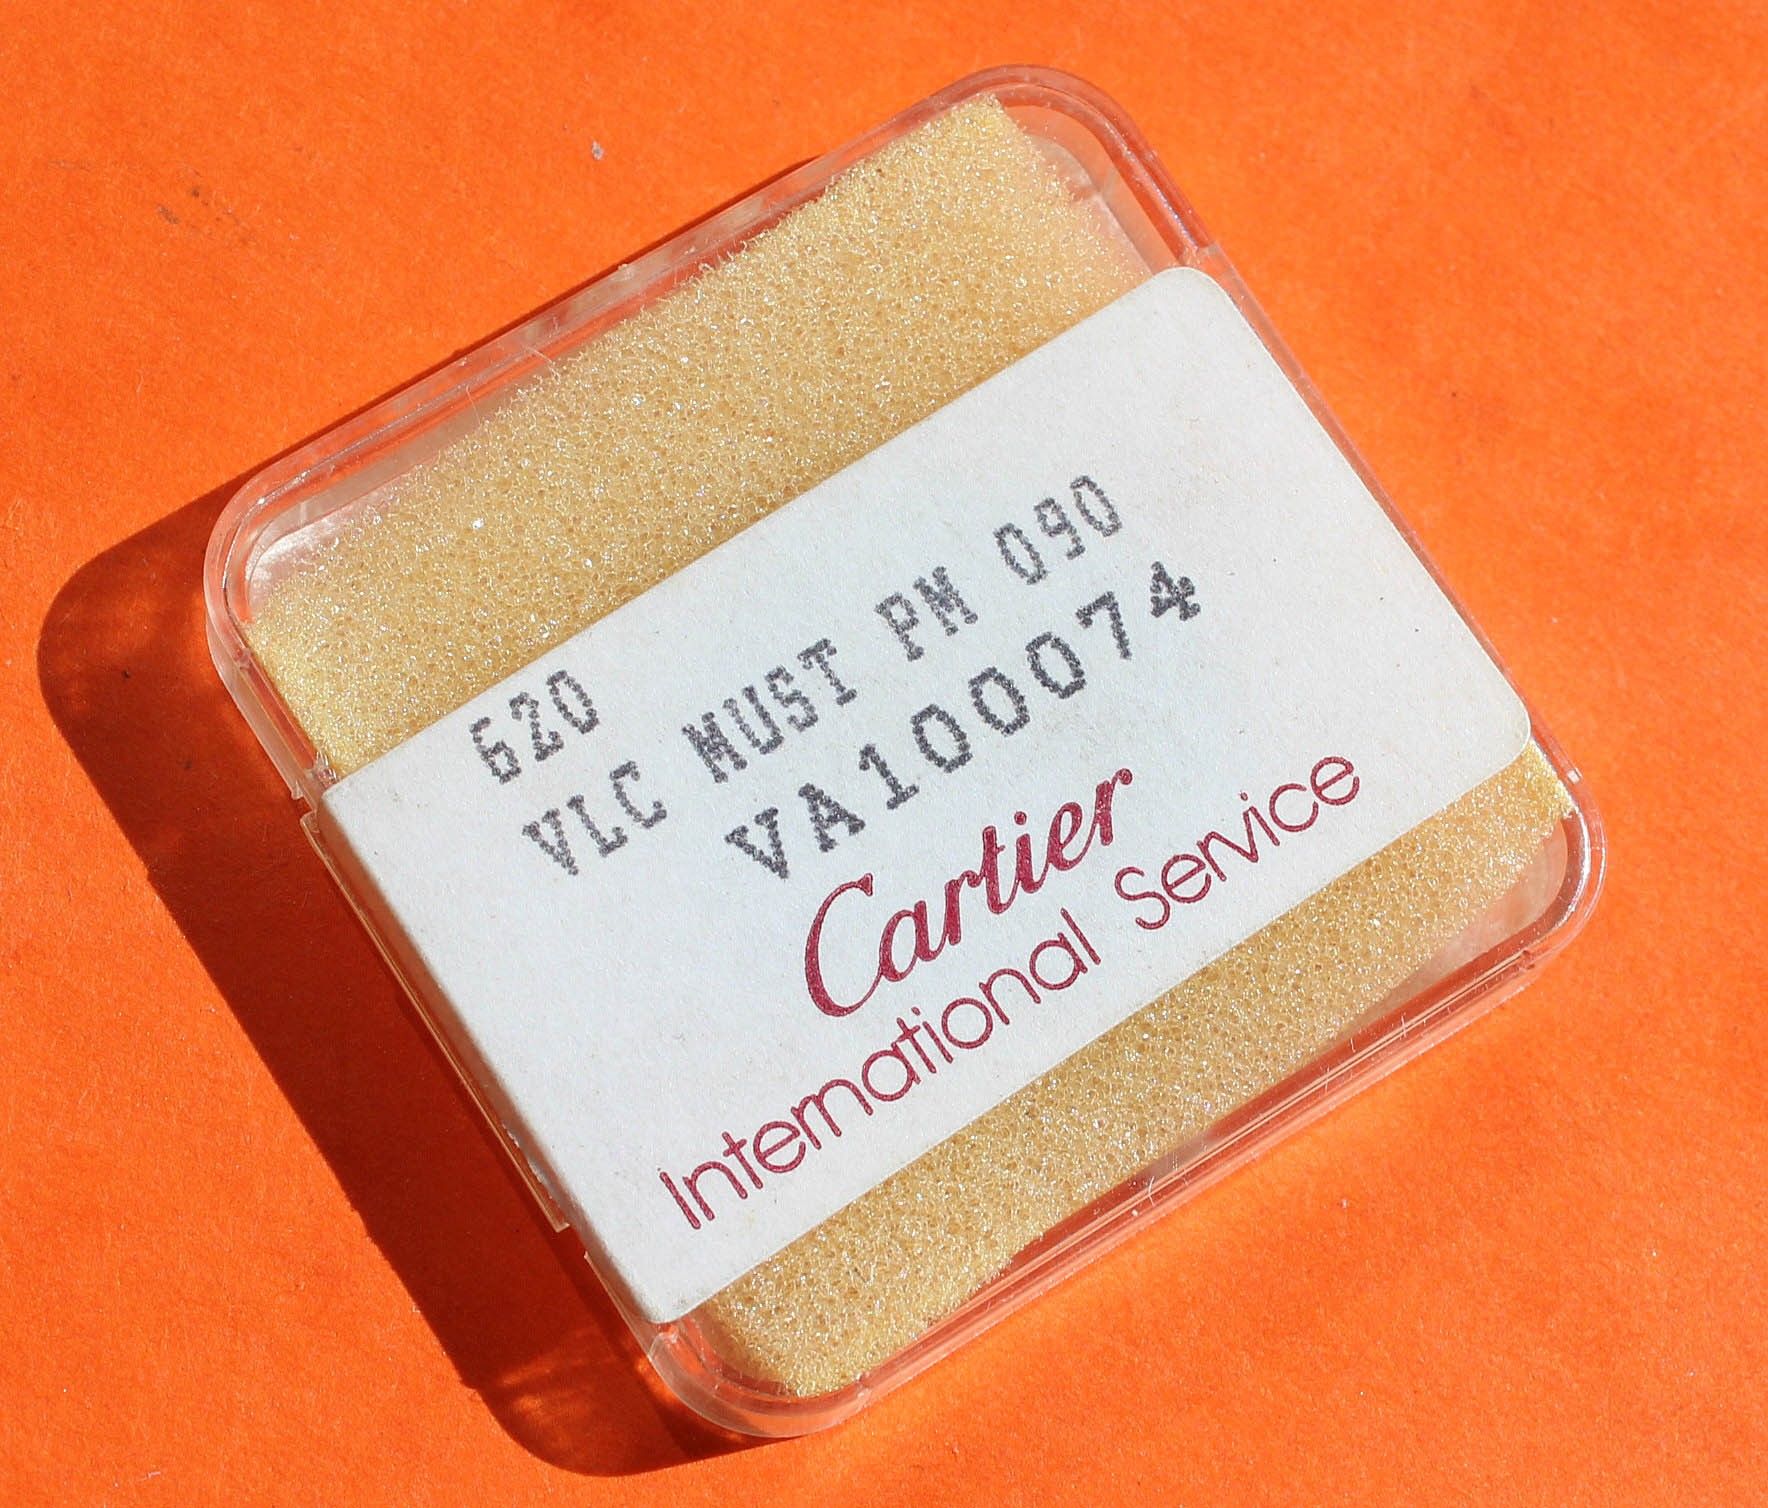 620
VLC MUST PM 090
VA100074
Cartier
International Service